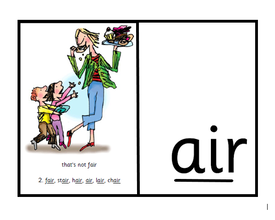 that's not fair
2. fair, stair, hair, air, lair, chair
air